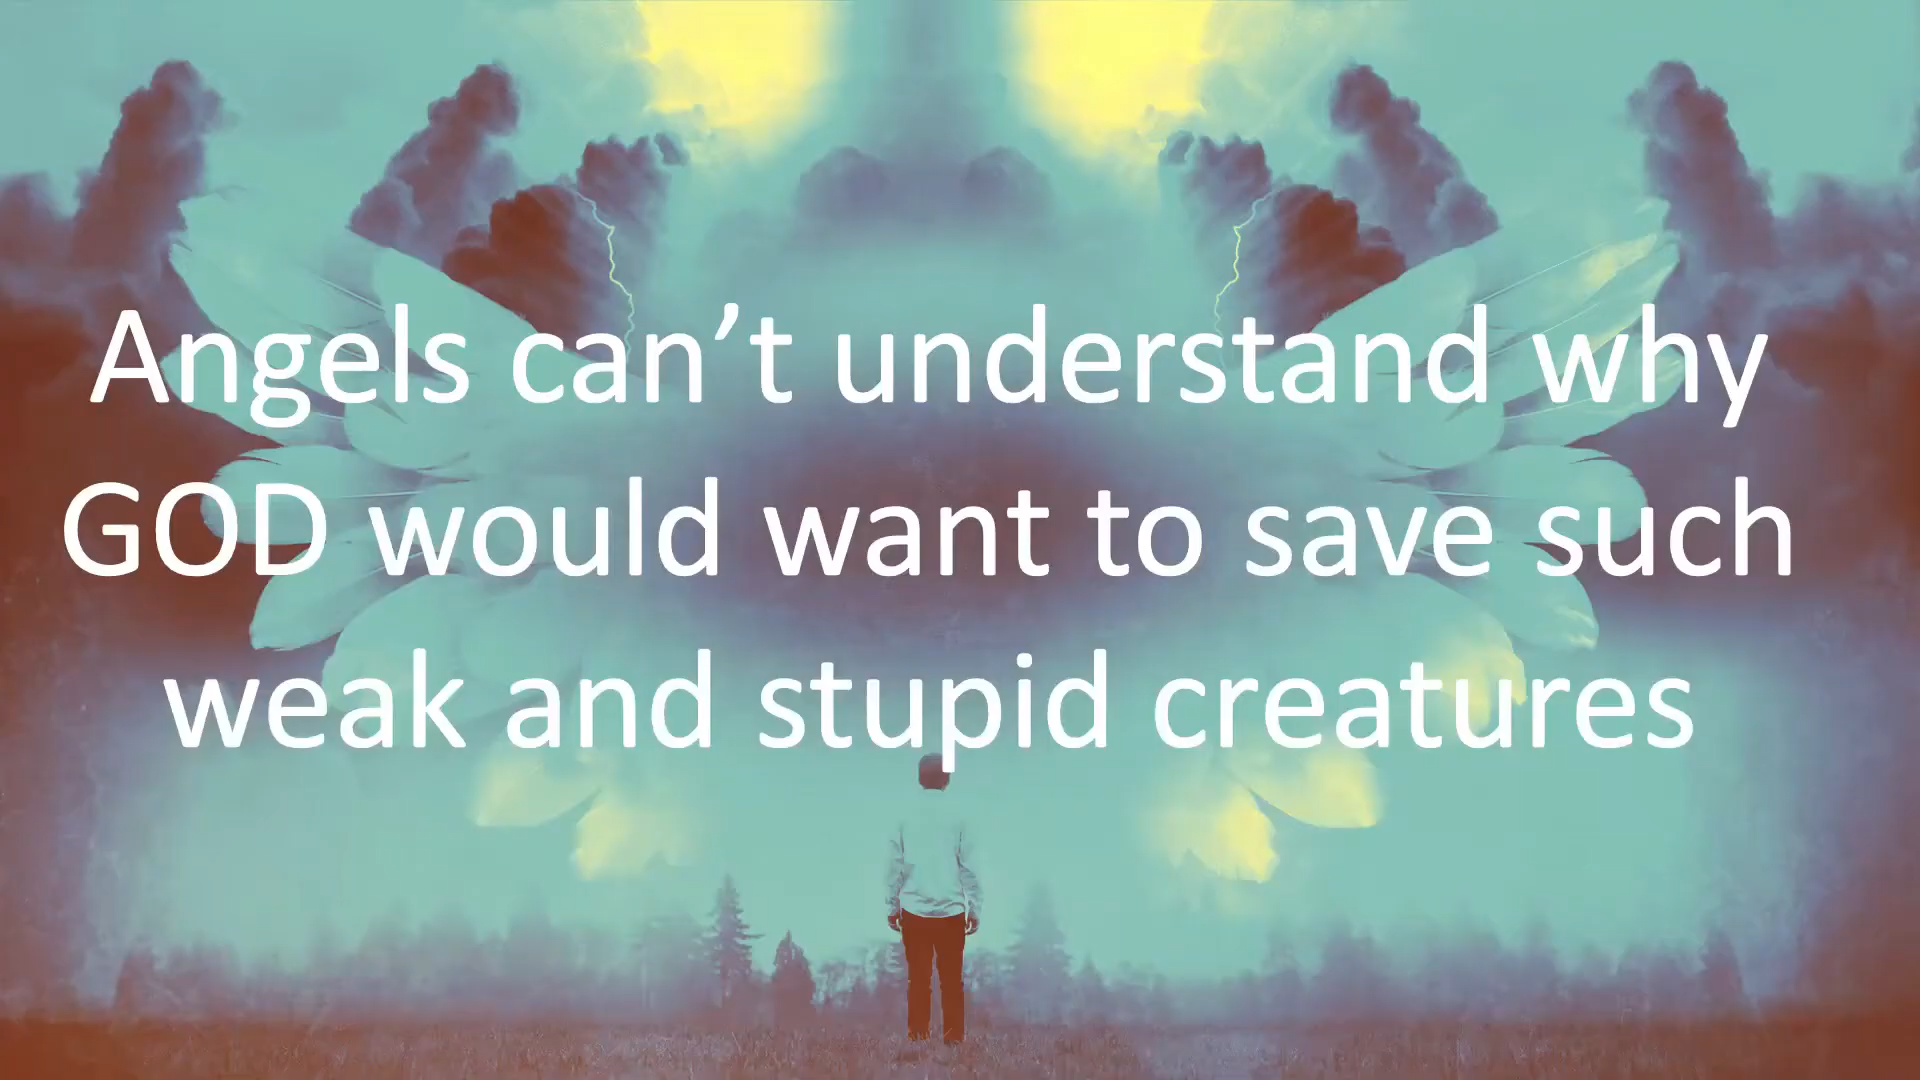 Angels can’t understand why
GOD would want to save such
weak and stupid creatures